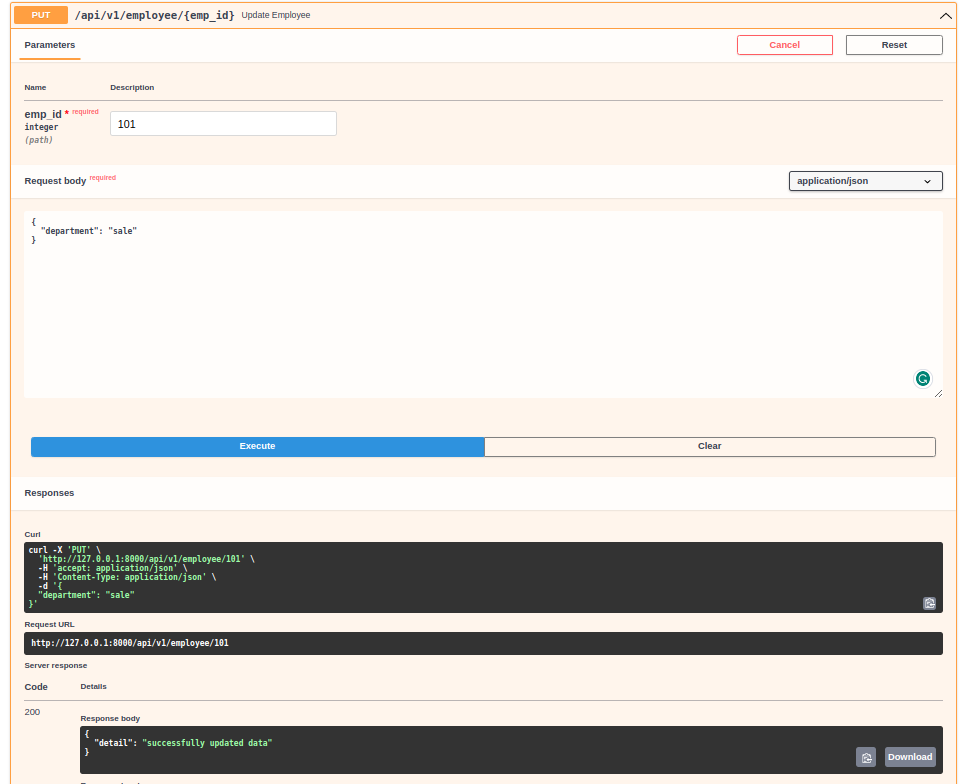 PUT /api/v1/employee/{emp_id} Update Employee
Parameters
Cancel
Reset
Name Description
emp_id * required
integer
(path)
101
Request body required
application/json
{
  "department": "sale"
}
Execute
Clear
Responses
Curl
curl -X 'PUT' \
  'http://127.0.0.1:8000/api/v1/employee/101' \
  -H 'accept: application/json' \
  -H 'Content-Type: application/json' \
  -d '{
  "department": "sale"
}'
Request URL
http://127.0.0.1:8000/api/v1/employee/101
Server response
Code Details
200
Response body
{
  "detail": "successfully updated data"
}
Download